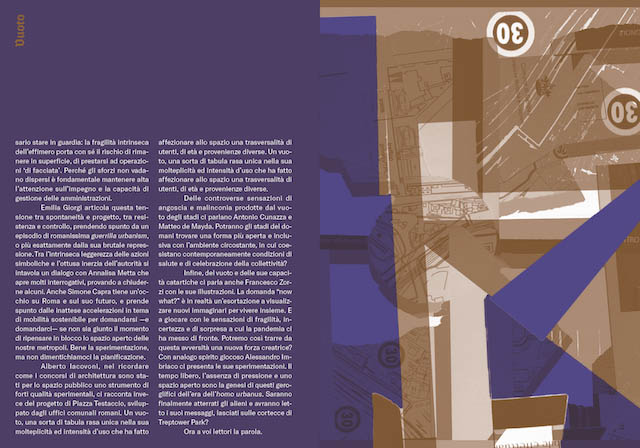 Vuoto
sario stare in guardia: la fragilità intrinseca
dell'effimero porta con sé il rischio di rima-
nere in superficie, di prestarsi ad operazio-
ni 'di facciata'. Perché gli sforzi non vada-
no dispersi è fondamentale mantenere alta
l'attenzione sull'impegno e la capacità di
gestione delle amministrazioni.
Emilia Giorgi articola questa ten-
sione tra spontaneità e progetto, tra resi-
stenza e controllo, prendendo spunto da un
episodio di romanissima guerrilla urbanism,
o più esattamente dalla sua brutale repres-
sione. Tra l'intrinseca leggerezza delle azioni
simboliche e l'ottusa inerzia dell'autorità si
intavola un dialogo con Annalisa Metta che
apre molti interrogativi, provando a chiuder-
ne alcuni. Anche Simone Capra tiene un'oc-
chio su Roma e sul suo futuro, e prende
spunto dalle inattese accelerazioni in tema
di mobilità sostenibile per domandarsi —e
domandarci— se non sia giunto il momento
di ripensare in blocco lo spazio aperto delle
nostre metropoli. Bene la sperimentazione,
ma non dimentichiamoci la pianificazione.
Alberto Iacovoni, nel ricordare
come i concorsi di architettura sono sta-
ti per lo spazio pubblico uno strumento di
forti qualità sperimentali, ci racconta inve-
ce del progetto di Piazza Testaccio, svilup-
pato dagli uffici comunali romani. Un vuo-
to, una sorta di tabula rasa unica nella sua
molteplicità ed intensità d'uso che ha fatto
affezionare allo spazio una trasversalità di
utenti, di età e provenienze diverse. Un vuo-
to, una sorta di tabula rasa unica nella sua
molteplicità ed intensità d'uso che ha fatto
affezionare allo spazio una trasversalità di
utenti, di età e provenienze diverse.
Delle controverse sensazioni di
angoscia e malinconia prodotte dal vuo-
to degli stadi ci parlano Antonio Cunazza e
Matteo de Mayda. Potranno gli stadi del do-
mani trovare una forma più aperta e inclusi-
va con l'ambiente circostante, in cui coe-
sistano contemporaneamente condizioni di
salute e di celebrazione della collettività?
Infine, del vuoto e delle sue capaci-
tà catartiche ci parla anche Francesco Zor-
zi con le sue illustrazioni. La domanda "now
what?" è in realtà un'esortazione a visualiz-
zare nuovi immaginari per vivere insieme. E
a giocare con le sensazioni di fragilità, in-
certezza e di sorpresa a cui la pandemia ci
ha messo di fronte. Potremo così trarre da
questa avversità una nuova forza creatrice?
Con analogo spirito giocoso Alessandro Im-
briaco ci presenta le sue sperimentazioni. Il
tempo libero, l'assenza di pressione e uno
spazio aperto sono la genesi di questi gero-
glifici dell'era dell'homo urbanus. Saranno
finalmente atterrati gli alieni e avranno let-
to i suoi messaggi, lasciati sulle cortecce di
Treptower Park?
Ora a voi lettori la parola.
30
30
30